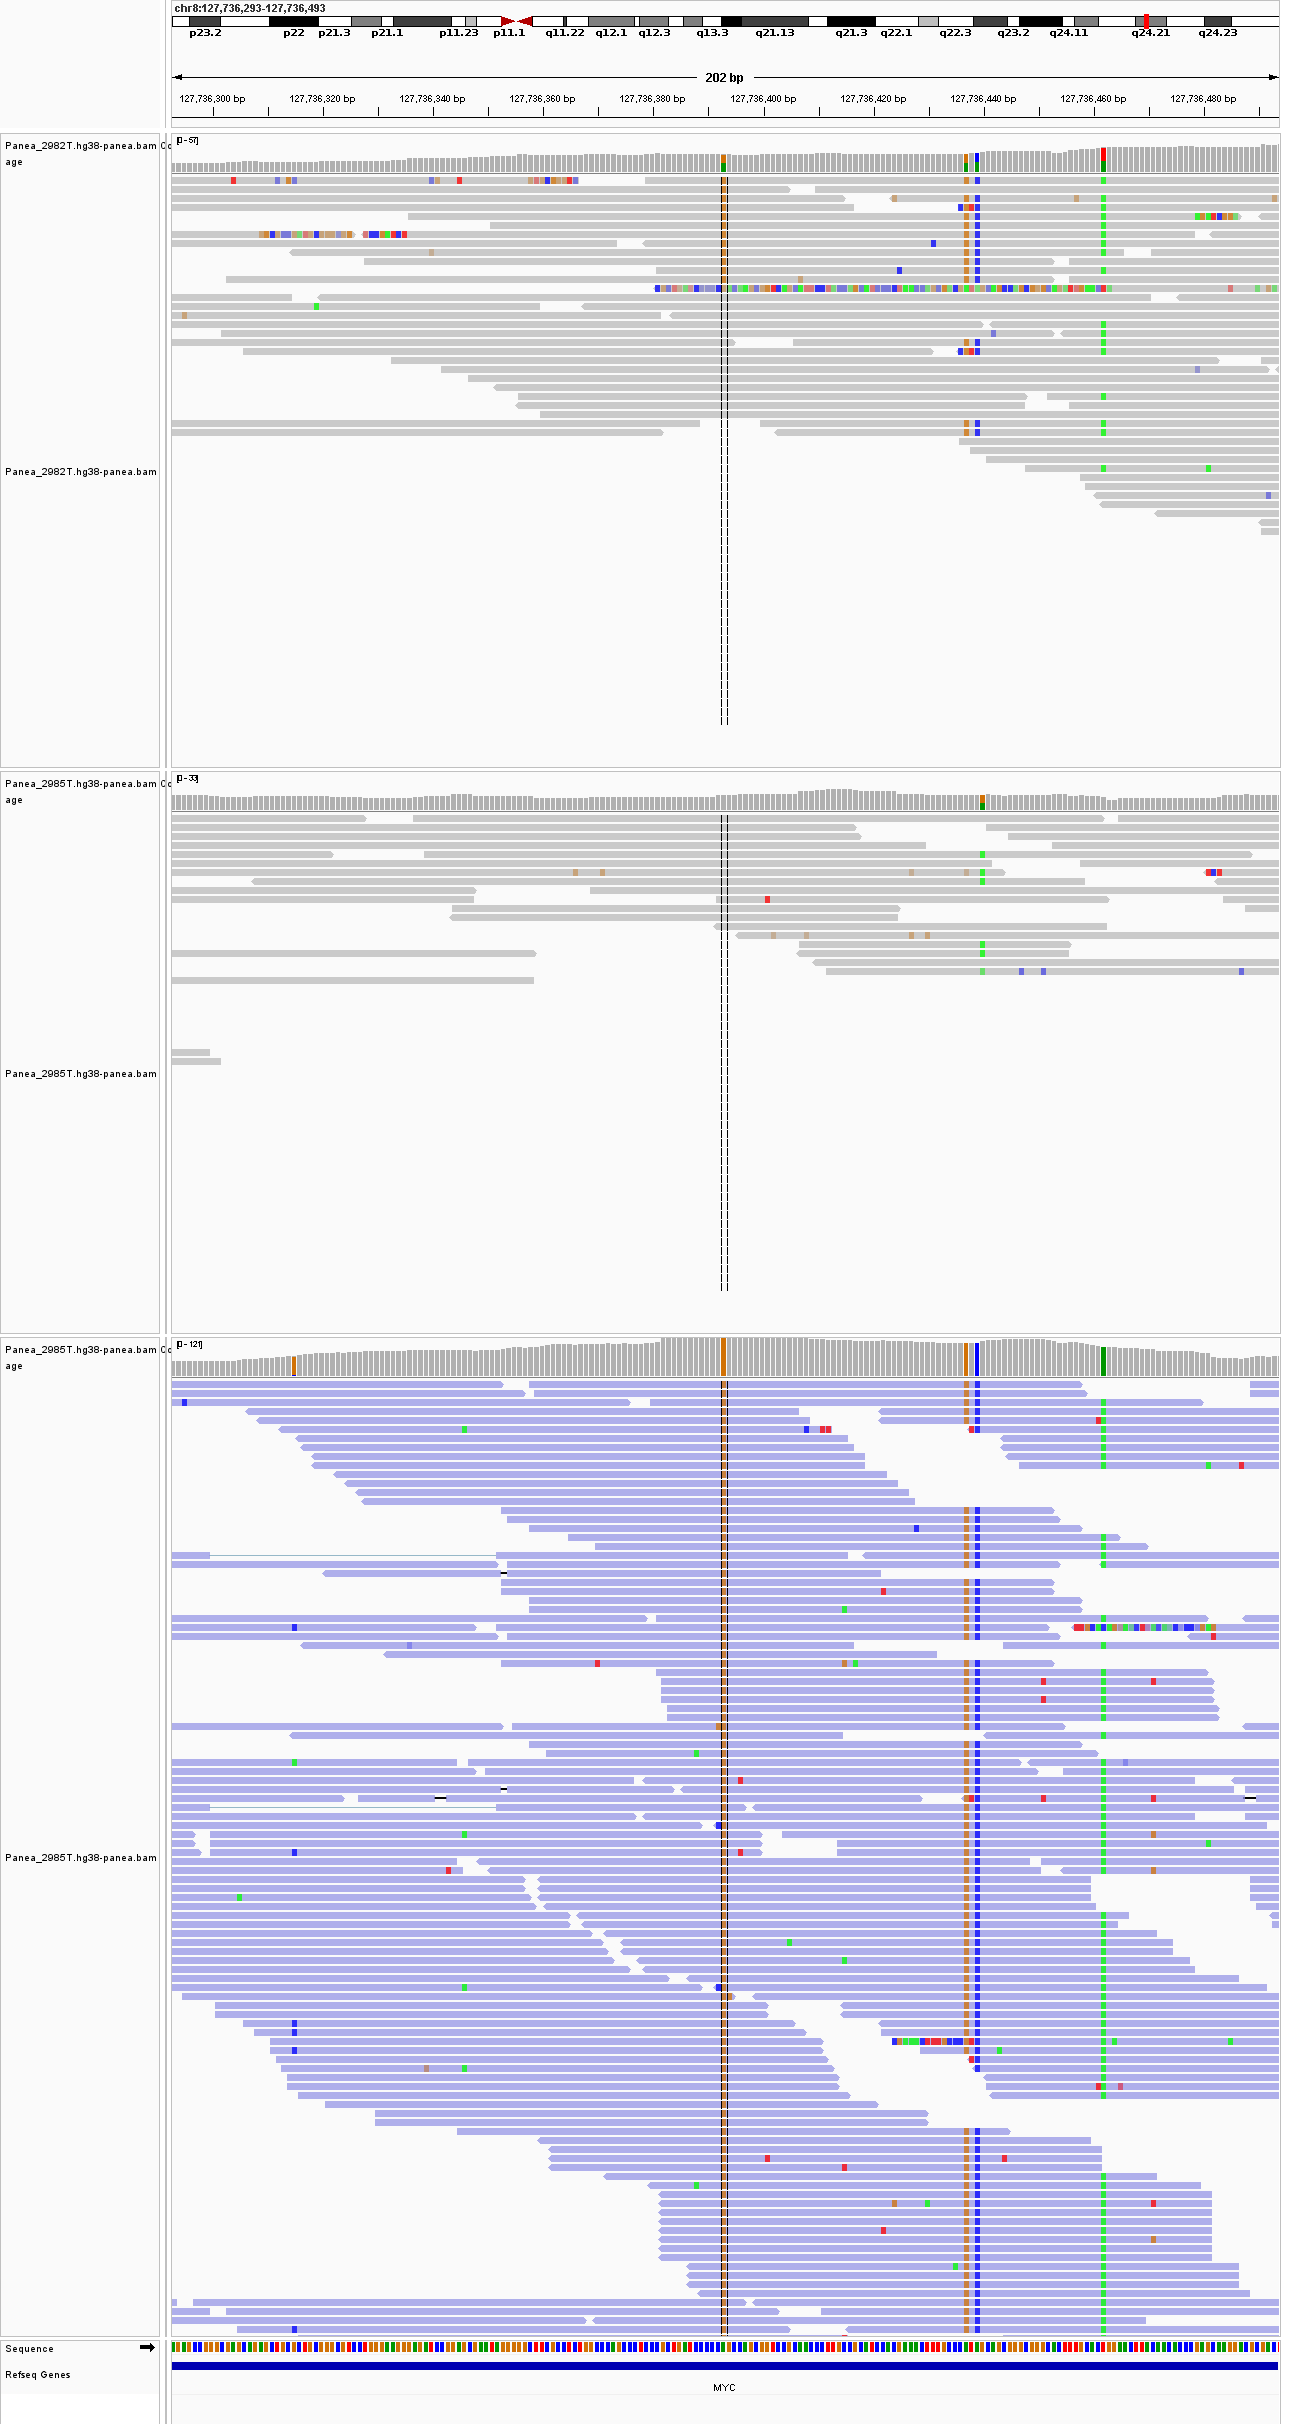 chr8:127,736,293-127,736,493
p23.2 p22 p21.3 p21.1 p11.23 p11.1 q11.22 q12.1 q12.3 q13.3 q21.13 q21.3 q22.1 q22.3 q23.2 q24.11 q24.21 q24.23
202 bp
127,736,300 bp 127,736,320 bp 127,736,340 bp 127,736,360 bp 127,736,380 bp 127,736,400 bp 127,736,420 bp 127,736,440 bp 127,736,460 bp 127,736,480 bp
Panea_2982T.hg38-panea.bam Co
age
[0-57]
Panea_2982T.hg38-panea.bam
Panea_2985T.hg38-panea.bam Co
age
[0-33]
Panea_2985T.hg38-panea.bam
Panea_2985T.hg38-panea.bam Co
age
[0-121]
Panea_2985T.hg38-panea.bam
Sequence
Refseq Genes
MYC